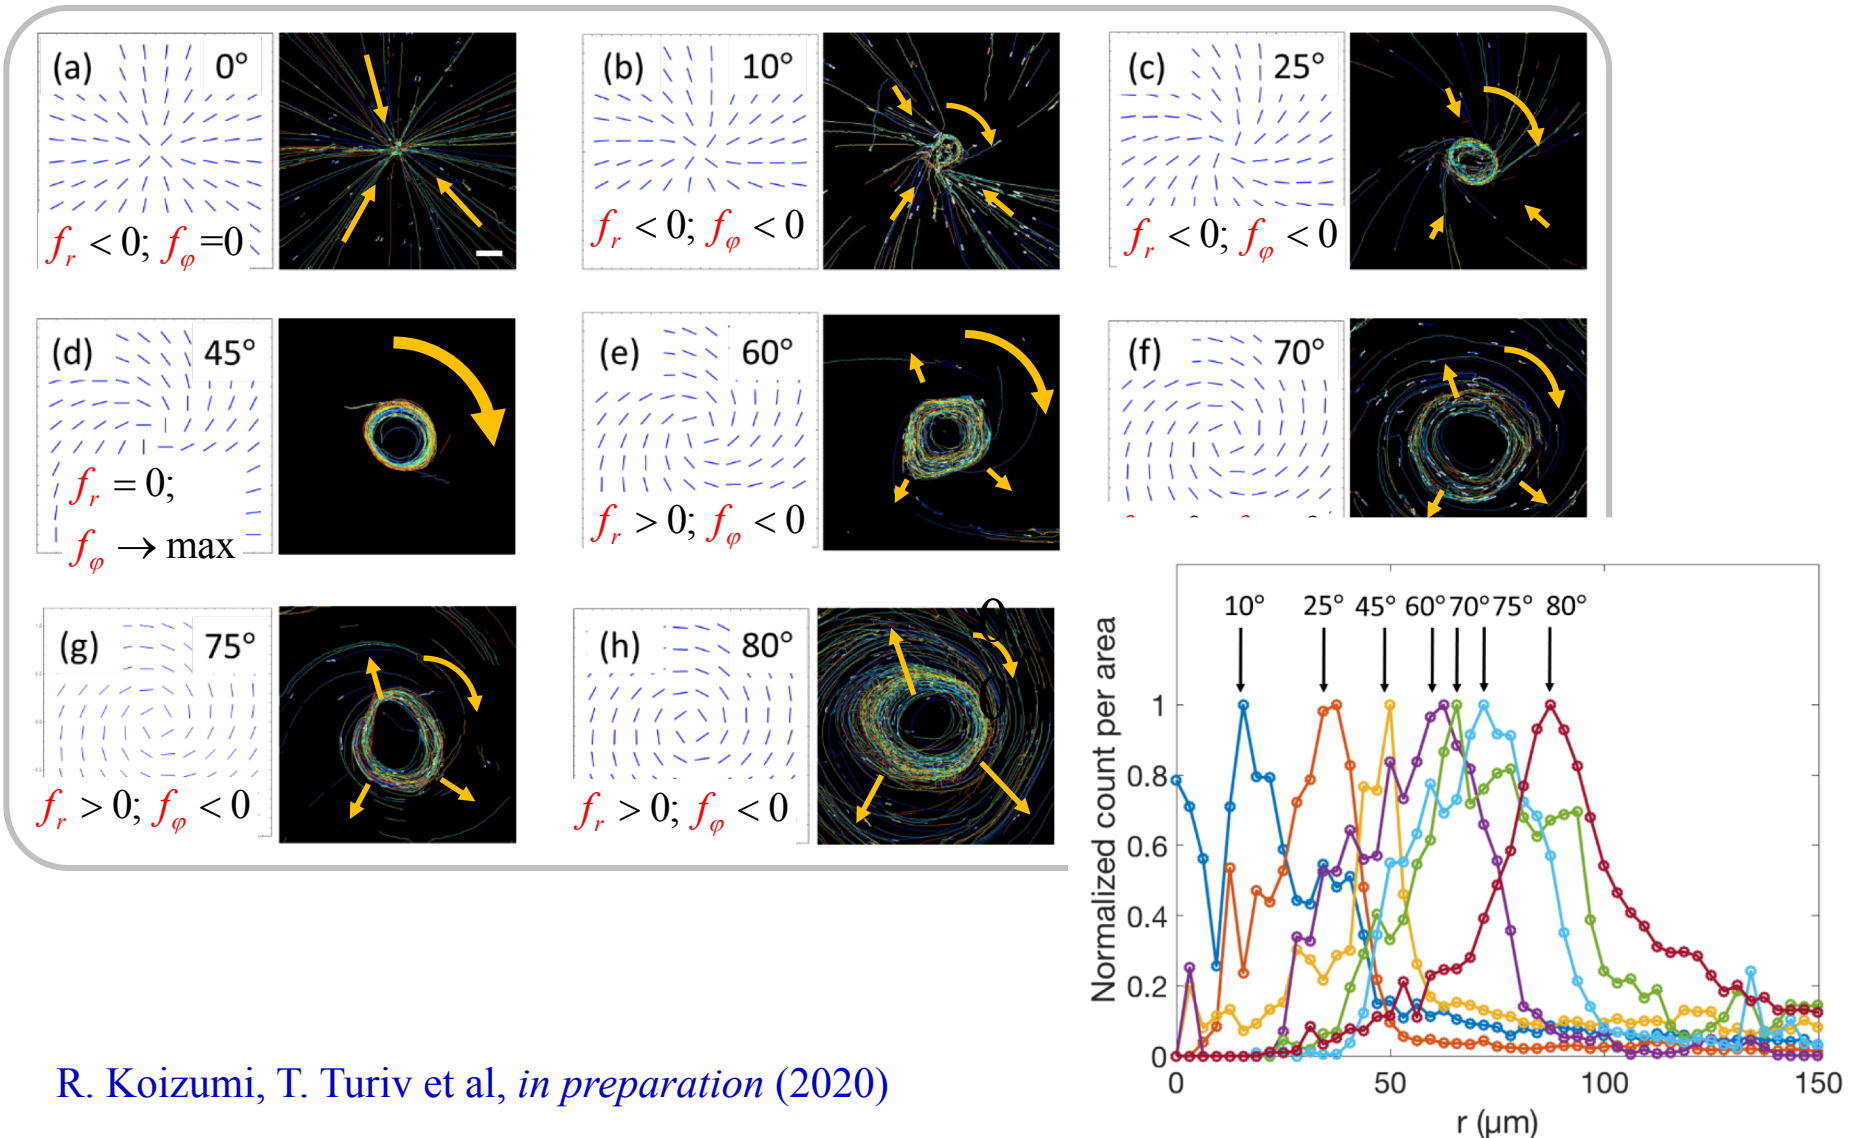 (a) 0°
f_r < 0; f_φ =0
(b) 10°
f_r < 0; f_φ < 0
(c) 25°
f_r < 0; f_φ < 0
(d) 45°
f_r = 0;
f_φ → max
(e) 60°
f_r > 0; f_φ < 0
(f) 70°
(g) 75°
f_r > 0; f_φ < 0
(h) 80°
f_r > 0; f_φ < 0
0
0
10° 25° 45° 60° 70° 75° 80°
Normalized count per area
1
0.8
0.6
0.4
0.2
0
0 50 100 150
r (μm)
R. Koizumi, T. Turiv et al, in preparation (2020)